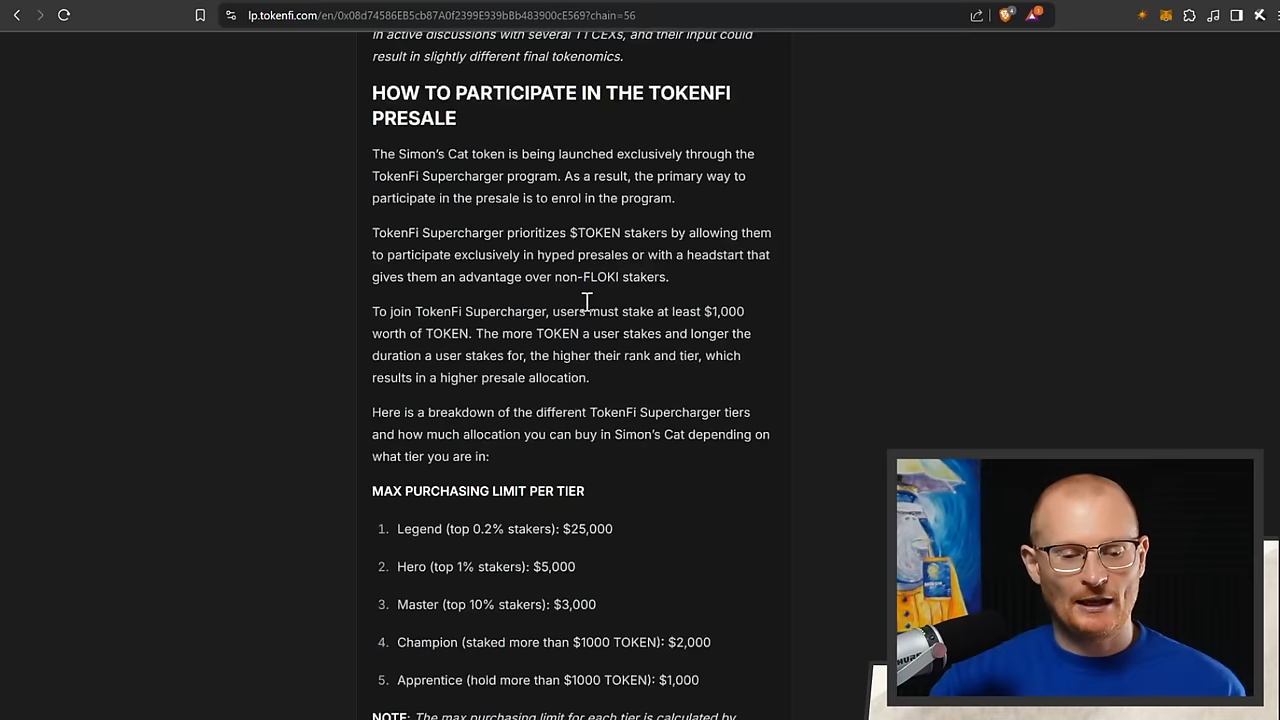 lp.tokenfi.com/en/0x08d74586EB5cb87A0f2399E939bBb483900cE569?chain=56
in active discussions with several T1 CEXs, and their input could
result in slightly different final tokenomics.
HOW TO PARTICIPATE IN THE TOKENFI
PRESALE
The Simon's Cat token is being launched exclusively through the
TokenFi Supercharger program. As a result, the primary way to
participate in the presale is to enrol in the program.
TokenFi Supercharger prioritizes $TOKEN stakers by allowing them
to participate exclusively in hyped presales or with a headstart that
gives them an advantage over non-FLOKI stakers.
To join TokenFi Supercharger, users must stake at least $1,000
worth of TOKEN. The more TOKEN a user stakes and longer the
duration a user stakes for, the higher their rank and tier, which
results in a higher presale allocation.
Here is a breakdown of the different TokenFi Supercharger tiers
and how much allocation you can buy in Simon's Cat depending on
what tier you are in:
MAX PURCHASING LIMIT PER TIER
1. Legend (top 0.2% stakers): $25,000
2. Hero (top 1% stakers): $5,000
3. Master (top 10% stakers): $3,000
4. Champion (staked more than $1000 TOKEN): $2,000
5. Apprentice (hold more than $1000 TOKEN): $1,000
NOTE: The max purchasing limit for each tier is calculated by